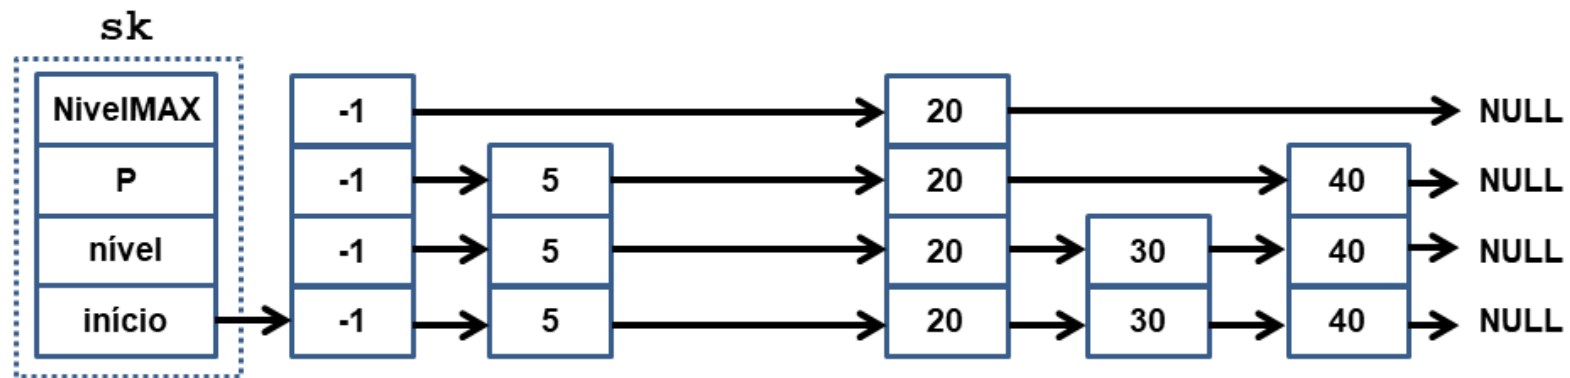 sk
NivelMAX -1 20 NULL
P -1 5 20 40 NULL
nível -1 5 20 30 40 NULL
início -1 5 20 30 40 NULL